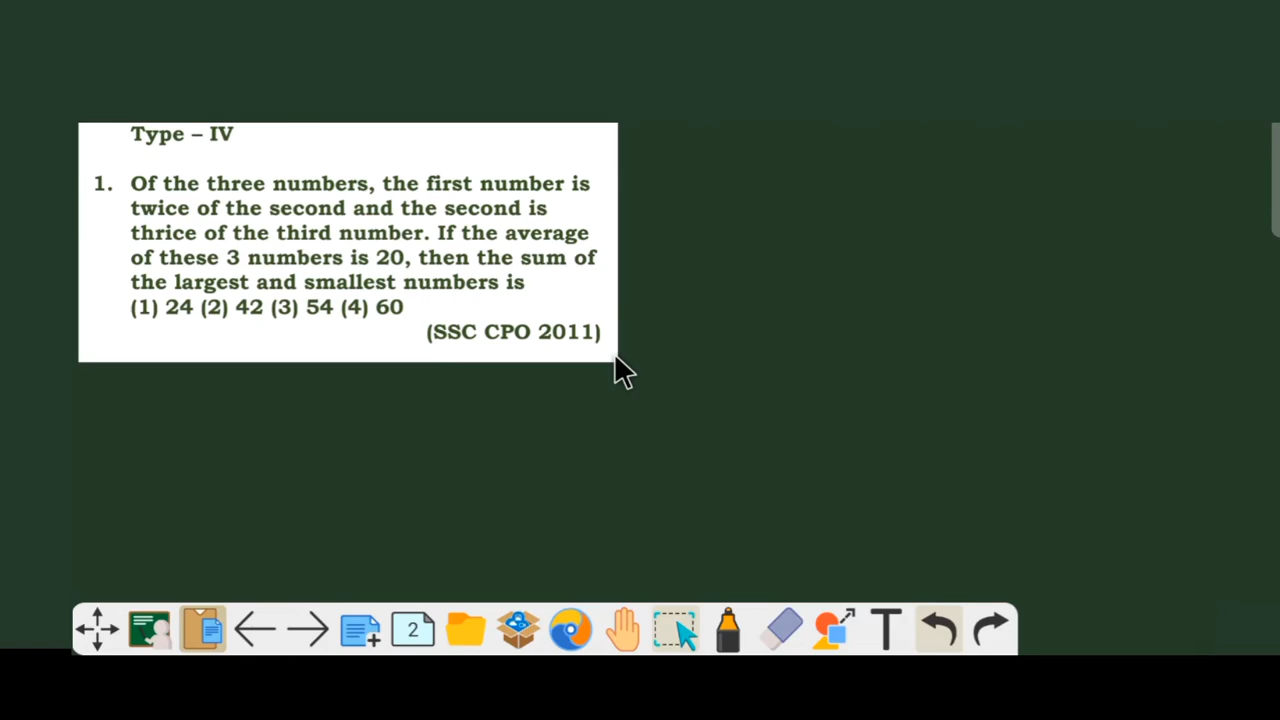 Type – IV
1. Of the three numbers, the first number is
twice of the second and the second is
thrice of the third number. If the average
of these 3 numbers is 20, then the sum of
the largest and smallest numbers is
(1) 24 (2) 42 (3) 54 (4) 60
(SSC CPO 2011)
2
T